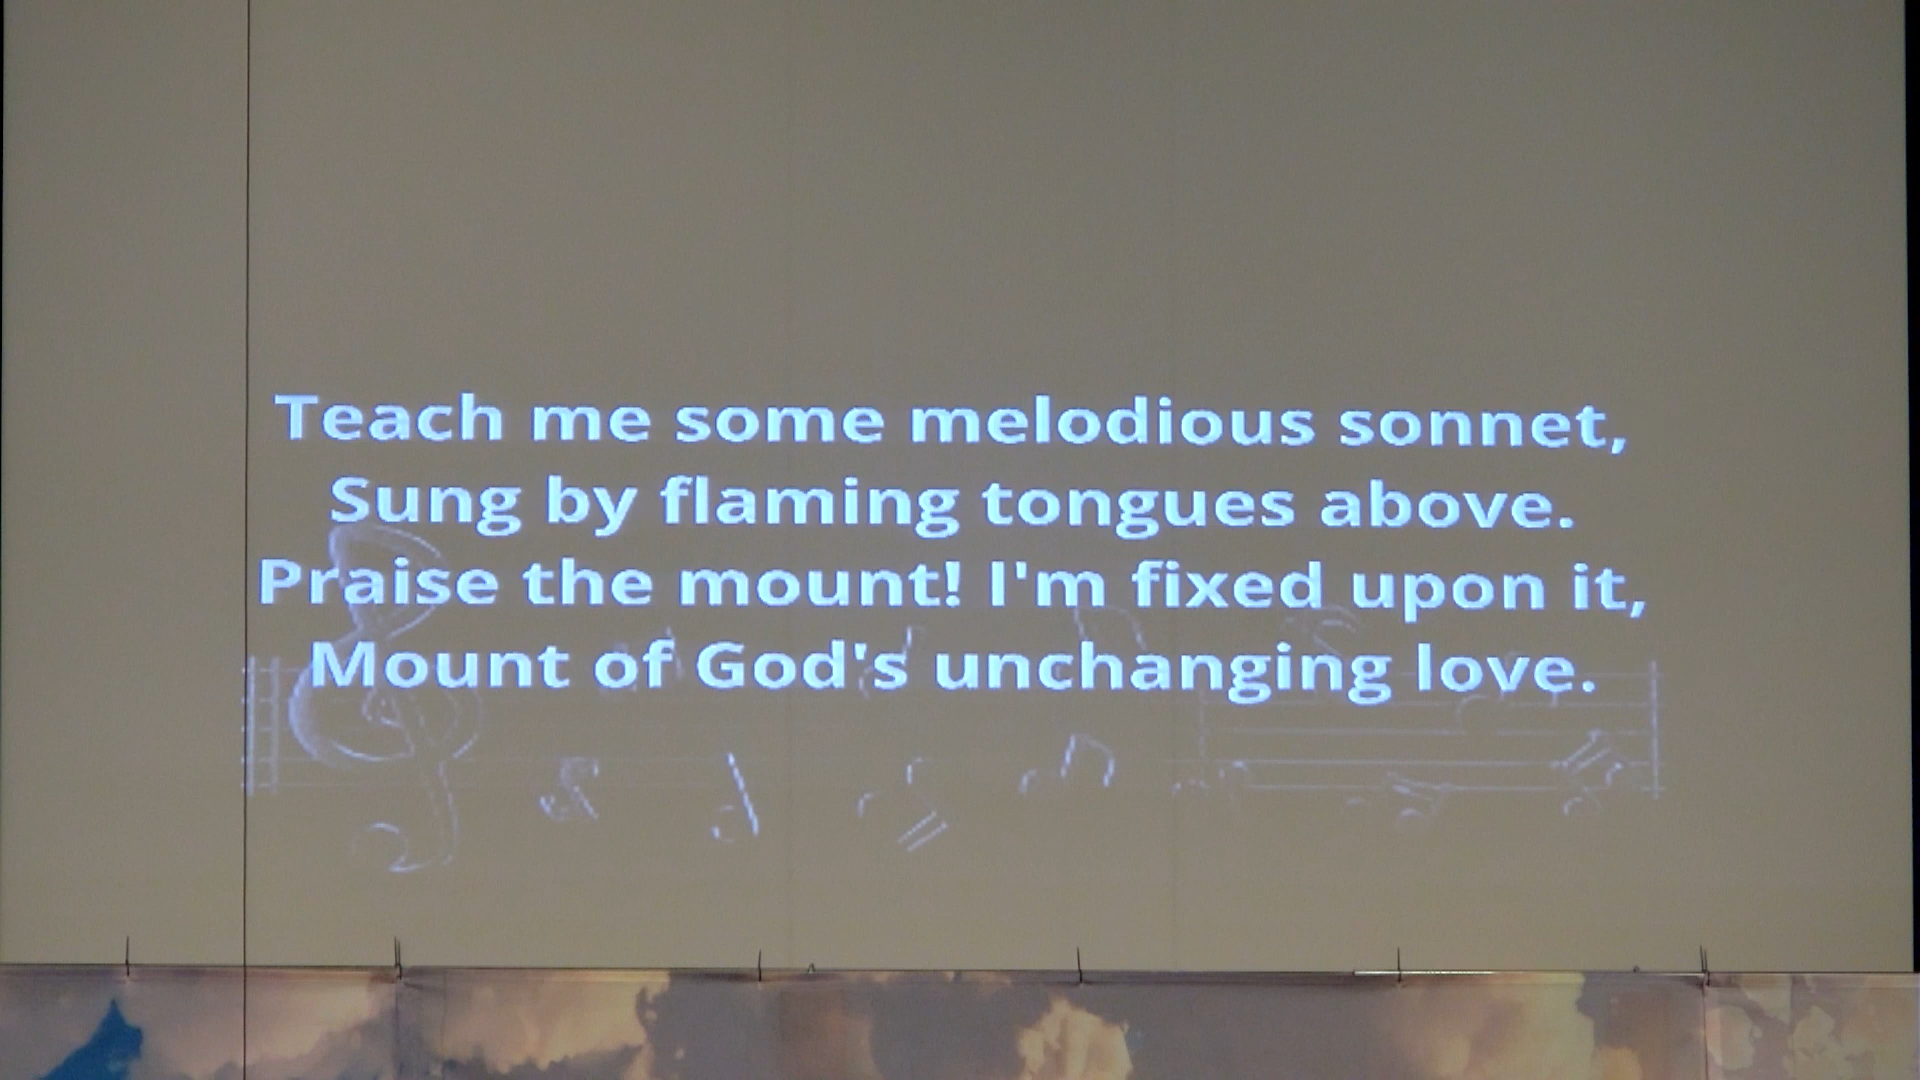 Teach me some melodious sonnet,
Sung by flaming tongues above.
Praise the mount! I'm fixed upon it,
Mount of God's unchanging love.